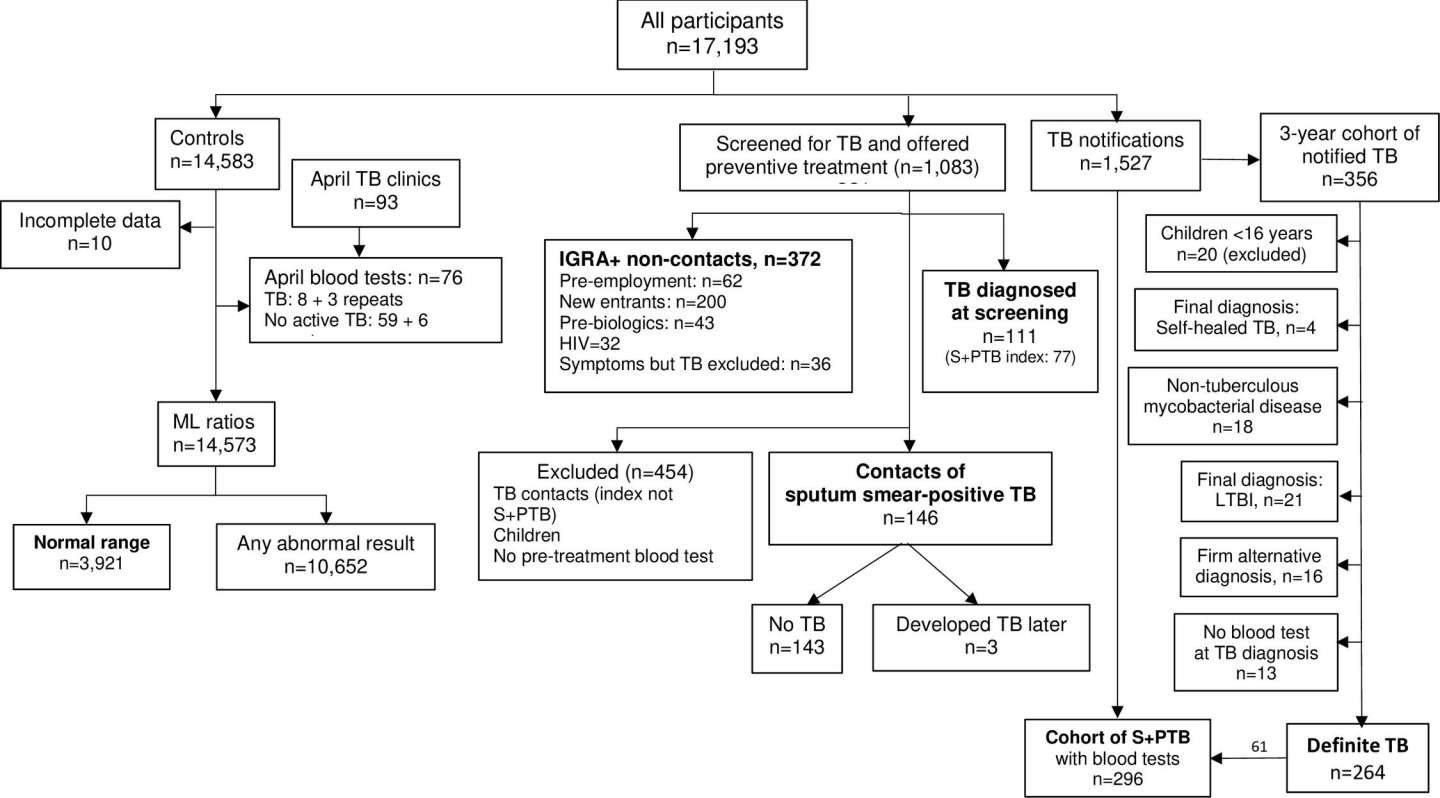 All participants
n=17,193
Controls
n=14,583
Screened for TB and offered
preventive treatment (n=1,083)
TB notifications
n=1,527
3-year cohort of
notified TB
n=356
April TB clinics
n=93
Incomplete data
n=10
April blood tests: n=76
TB: 8 + 3 repeats
No active TB: 59 + 6
IGRA+ non-contacts, n=372
Pre-employment: n=62
New entrants: n=200
Pre-biologics: n=43
HIV=32
Symptoms but TB excluded: n=36
TB diagnosed
at screening
n=111
(S+PTB index: 77)
Children <16 years
n=20 (excluded)
Final diagnosis:
Self-healed TB, n=4
Non-tuberculous
mycobacterial disease
n=18
ML ratios
n=14,573
Excluded (n=454)
TB contacts (index not
S+PTB)
Children
No pre-treatment blood test
Contacts of
sputum smear-positive TB
n=146
Final diagnosis:
LTBI, n=21
Normal range
n=3,921
Any abnormal result
n=10,652
Firm alternative
diagnosis, n=16
No TB
n=143
Developed TB later
n=3
No blood test
at TB diagnosis
n=13
Cohort of S+PTB
with blood tests
n=296
61
Definite TB
n=264